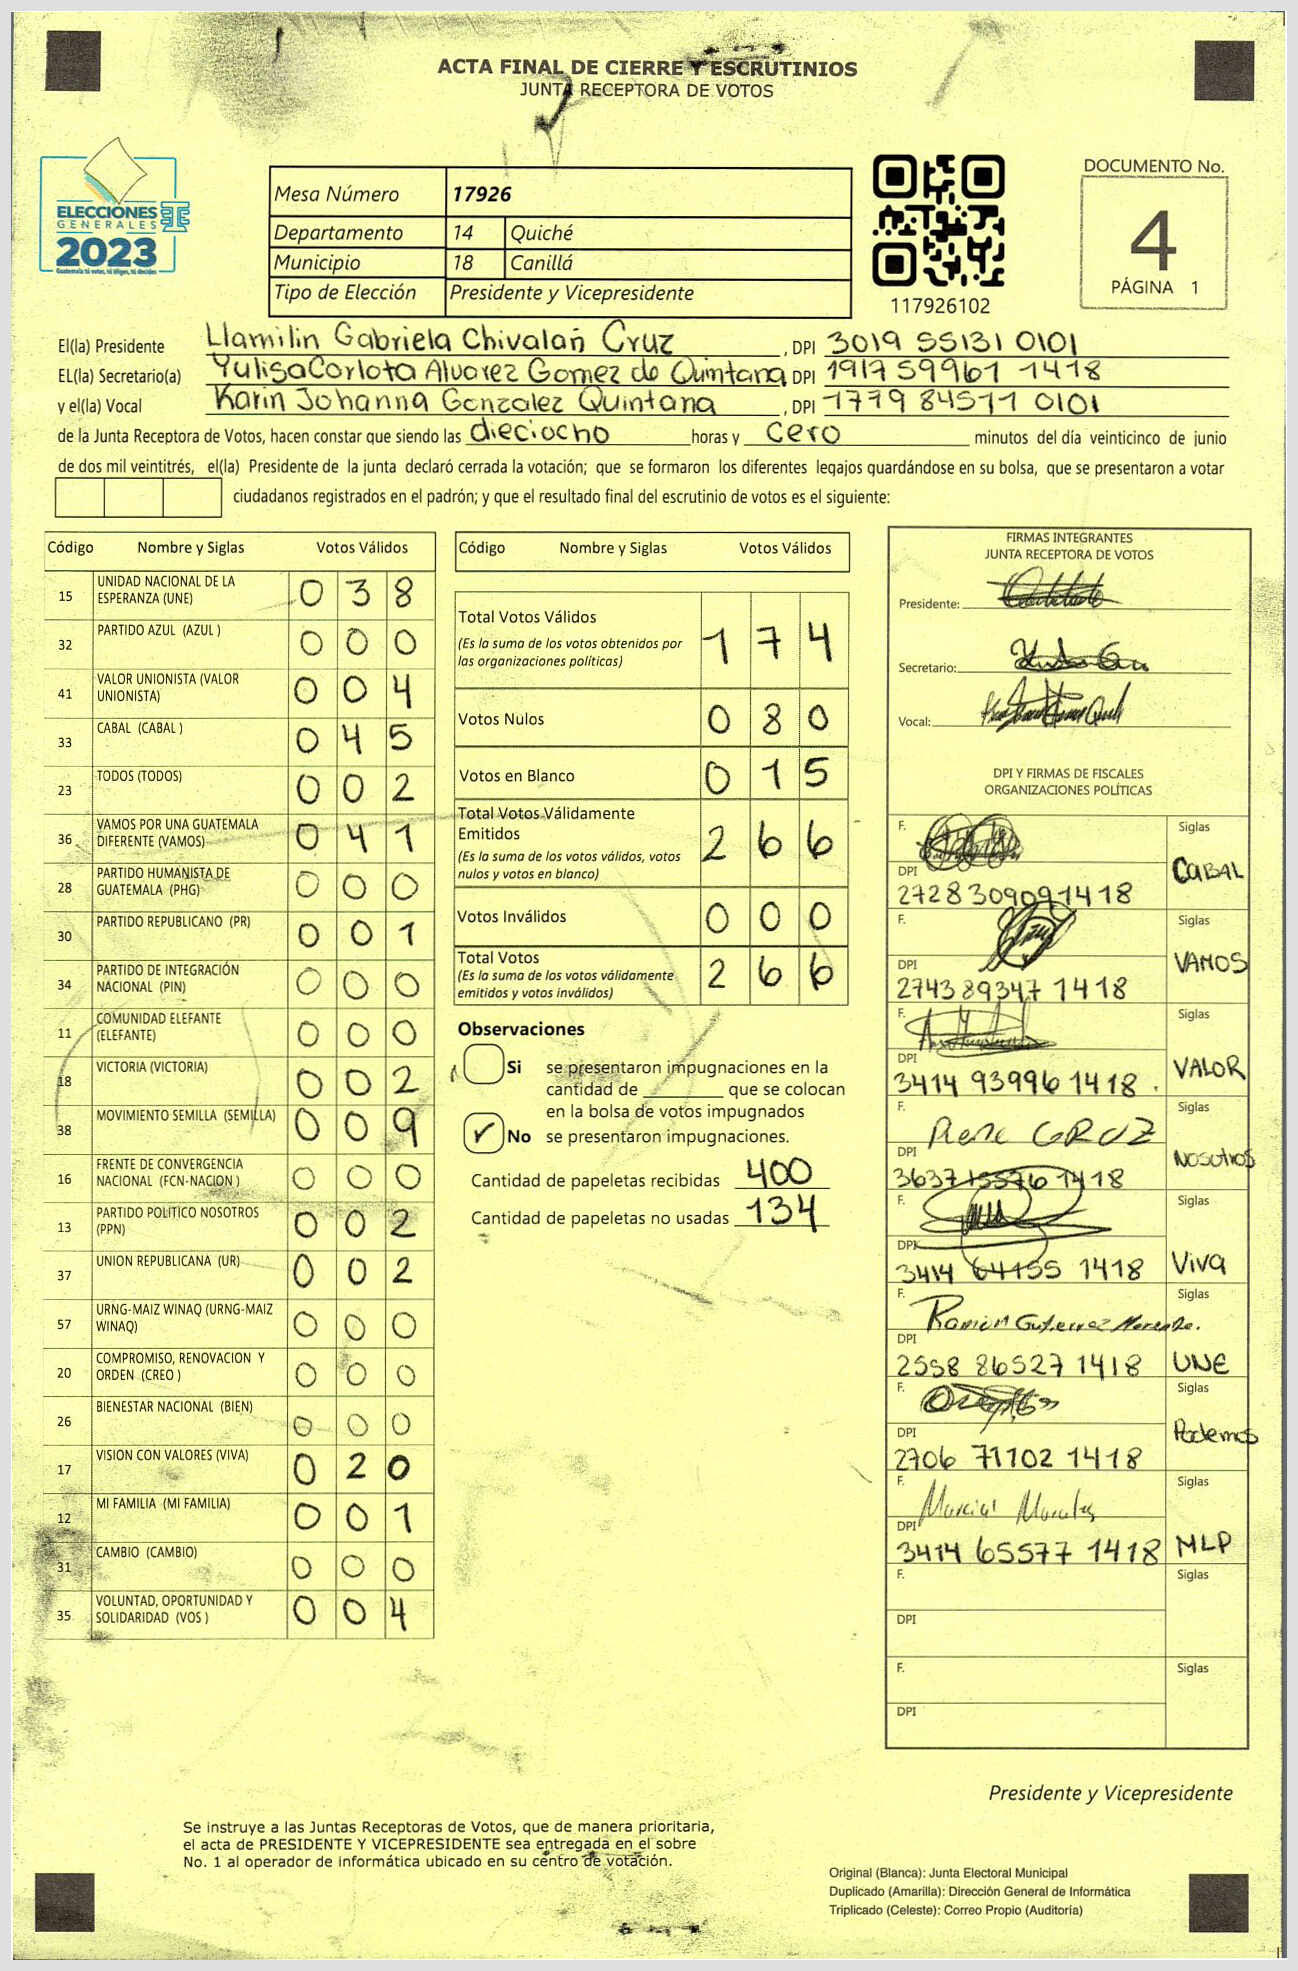 ACTA FINAL DE CIERRE Y ESCRUTINIOS
JUNTA RECEPTORA DE VOTOS
ELECCIONES
GENERALES
2023
Guatemala tú votas, tú eliges, tú decides
Mesa Número 17926
Departamento 14 Quiché
Municipio 18 Canillá
Tipo de Elección Presidente y Vicepresidente
117926102
DOCUMENTO No.
4
PÁGINA 1
El(la) Presidente Llamilin Gabriela Chivalañ Cruz, DPI 3019 55131 0101
EL(la) Secretario(a) Yulisa Carlota Alvarez Gomez de Quintana DPI 1917 59961 1418
y el(la) Vocal Karin Johanna Gonzalez Quintana, DPI 1779 84511 0101
de la Junta Receptora de Votos, hacen constar que siendo las dieciocho horas y cero minutos del día veinticinco de junio
de dos mil veintitrés, el(la) Presidente de la junta declaró cerrada la votación; que se formaron los diferentes legajos guardándose en su bolsa, que se presentaron a votar
ciudadanos registrados en el padrón; y que el resultado final del escrutinio de votos es el siguiente:
Código Nombre y Siglas Votos Válidos
15 UNIDAD NACIONAL DE LA ESPERANZA (UNE) 0 3 8
32 PARTIDO AZUL (AZUL ) 0 0 0
41 VALOR UNIONISTA (VALOR UNIONISTA) 0 0 4
33 CABAL (CABAL ) 0 4 5
23 TODOS (TODOS) 0 0 2
36 VAMOS POR UNA GUATEMALA DIFERENTE (VAMOS) 0 4 1
28 PARTIDO HUMANISTA DE GUATEMALA (PHG) 0 0 0
30 PARTIDO REPUBLICANO (PR) 0 0 1
34 PARTIDO DE INTEGRACIÓN NACIONAL (PIN) 0 0 0
11 COMUNIDAD ELEFANTE (ELEFANTE) 0 0 0
18 VICTORIA (VICTORIA) 0 0 2
38 MOVIMIENTO SEMILLA (SEMILLA) 0 0 9
16 FRENTE DE CONVERGENCIA NACIONAL (FCN-NACION ) 0 0 0
13 PARTIDO POLITICO NOSOTROS (PPN) 0 0 2
37 UNION REPUBLICANA (UR) 0 0 2
57 URNG-MAIZ WINAQ (URNG-MAIZ WINAQ) 0 0 0
20 COMPROMISO, RENOVACION Y ORDEN (CREO ) 0 0 0
26 BIENESTAR NACIONAL (BIEN) 0 0 0
17 VISION CON VALORES (VIVA) 0 2 0
12 MI FAMILIA (MI FAMILIA) 0 0 1
31 CAMBIO (CAMBIO) 0 0 0
35 VOLUNTAD, OPORTUNIDAD Y SOLIDARIDAD (VOS ) 0 0 4
Código Nombre y Siglas Votos Válidos
Total Votos Válidos 1 7 4
(Es la suma de los votos obtenidos por
las organizaciones politicas)
Votos Nulos 0 8 0
Votos en Blanco 0 1 5
Total Votos Válidamente
Emitidos 2 6 6
(Es la suma de los votos válidos, votos
nulos y votos en blanco)
Votos Inválidos 0 0 0
Total Votos 2 6 6
(Es la suma de los votos válidamente
emitidos y votos inválidos)
Observaciones
Si se presentaron impugnaciones en la
cantidad de ________ que se colocan
en la bolsa de votos impugnados
✓ No se presentaron impugnaciones.
Cantidad de papeletas recibidas 400
Cantidad de papeletas no usadas 134
FIRMAS INTEGRANTES
JUNTA RECEPTORA DE VOTOS
Presidente:
Secretario:
Vocal:
DPI Y FIRMAS DE FISCALES
ORGANIZACIONES POLÍTICAS
F. Siglas
DPI CABAL
2728 30909 1418
F. Siglas
DPI VAMOS
2743 89347 1418
F. Siglas
DPI VALOR
3414 93996 1418
F. Rene CRUZ Siglas
DPI NOSOTROS
3637 15576 1418
F. Siglas
DPI Viva
3414 64155 1418
F. Ramiro Gutierrez Siglas
DPI
2558 86527 1418 UNE
F. Siglas
DPI Podemos
2706 71102 1418
F. Marcial Morales Siglas
DPI
3414 65577 1418 MLP
F. Siglas
DPI
F. Siglas
DPI
Presidente y Vicepresidente
Se instruye a las Juntas Receptoras de Votos, que de manera prioritaria,
el acta de PRESIDENTE Y VICEPRESIDENTE sea entregada en el sobre
No. 1 al operador de informática ubicado en su centro de votación.
Original (Blanca): Junta Electoral Municipal
Duplicado (Amarilla): Dirección General de Informática
Triplicado (Celeste): Correo Propio (Auditoría)